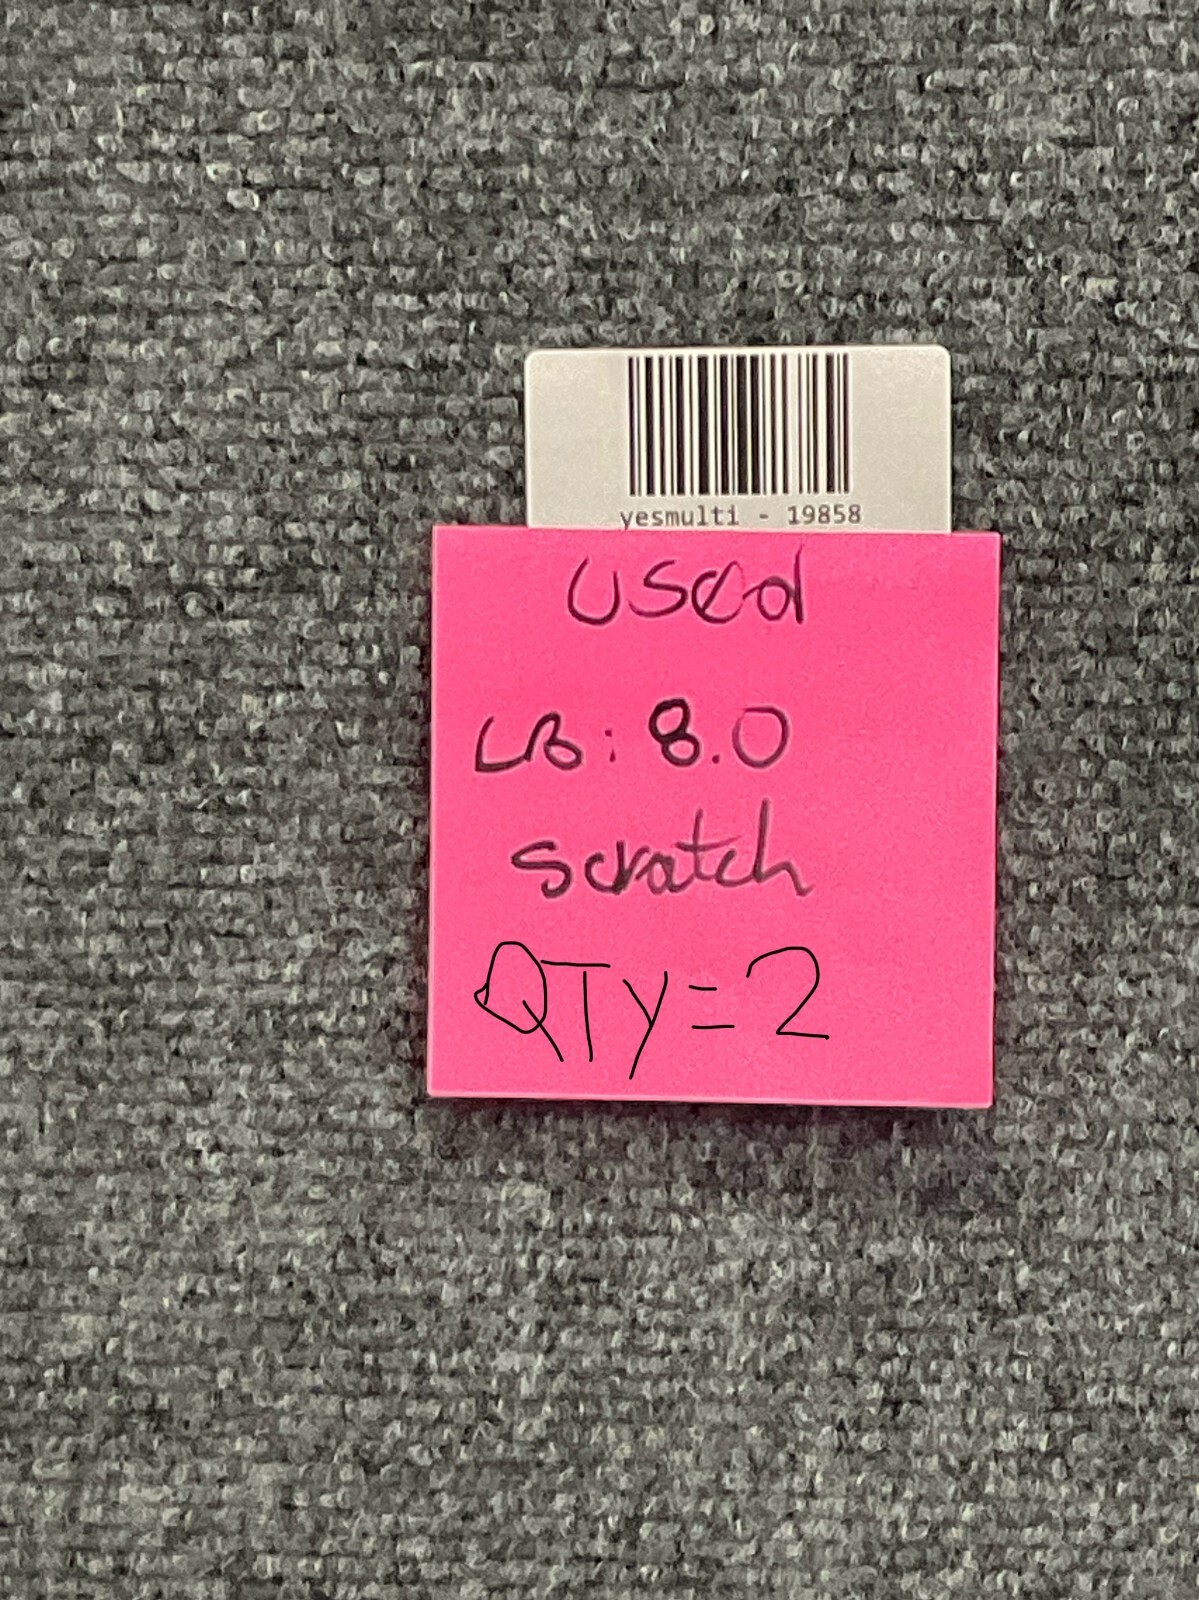 yesmulti - 19858
used
LB: 8.0
scratch
QTY=2